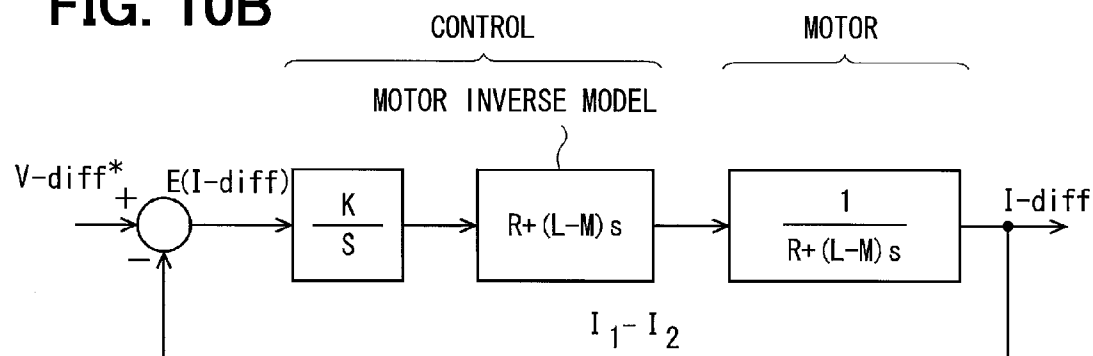 FIG. 10B
CONTROL
MOTOR
MOTOR INVERSE MODEL
V-diff*
+
−
E(I-diff)
K
S
R+(L-M)s
1
R+(L-M)s
I-diff
I1-I2